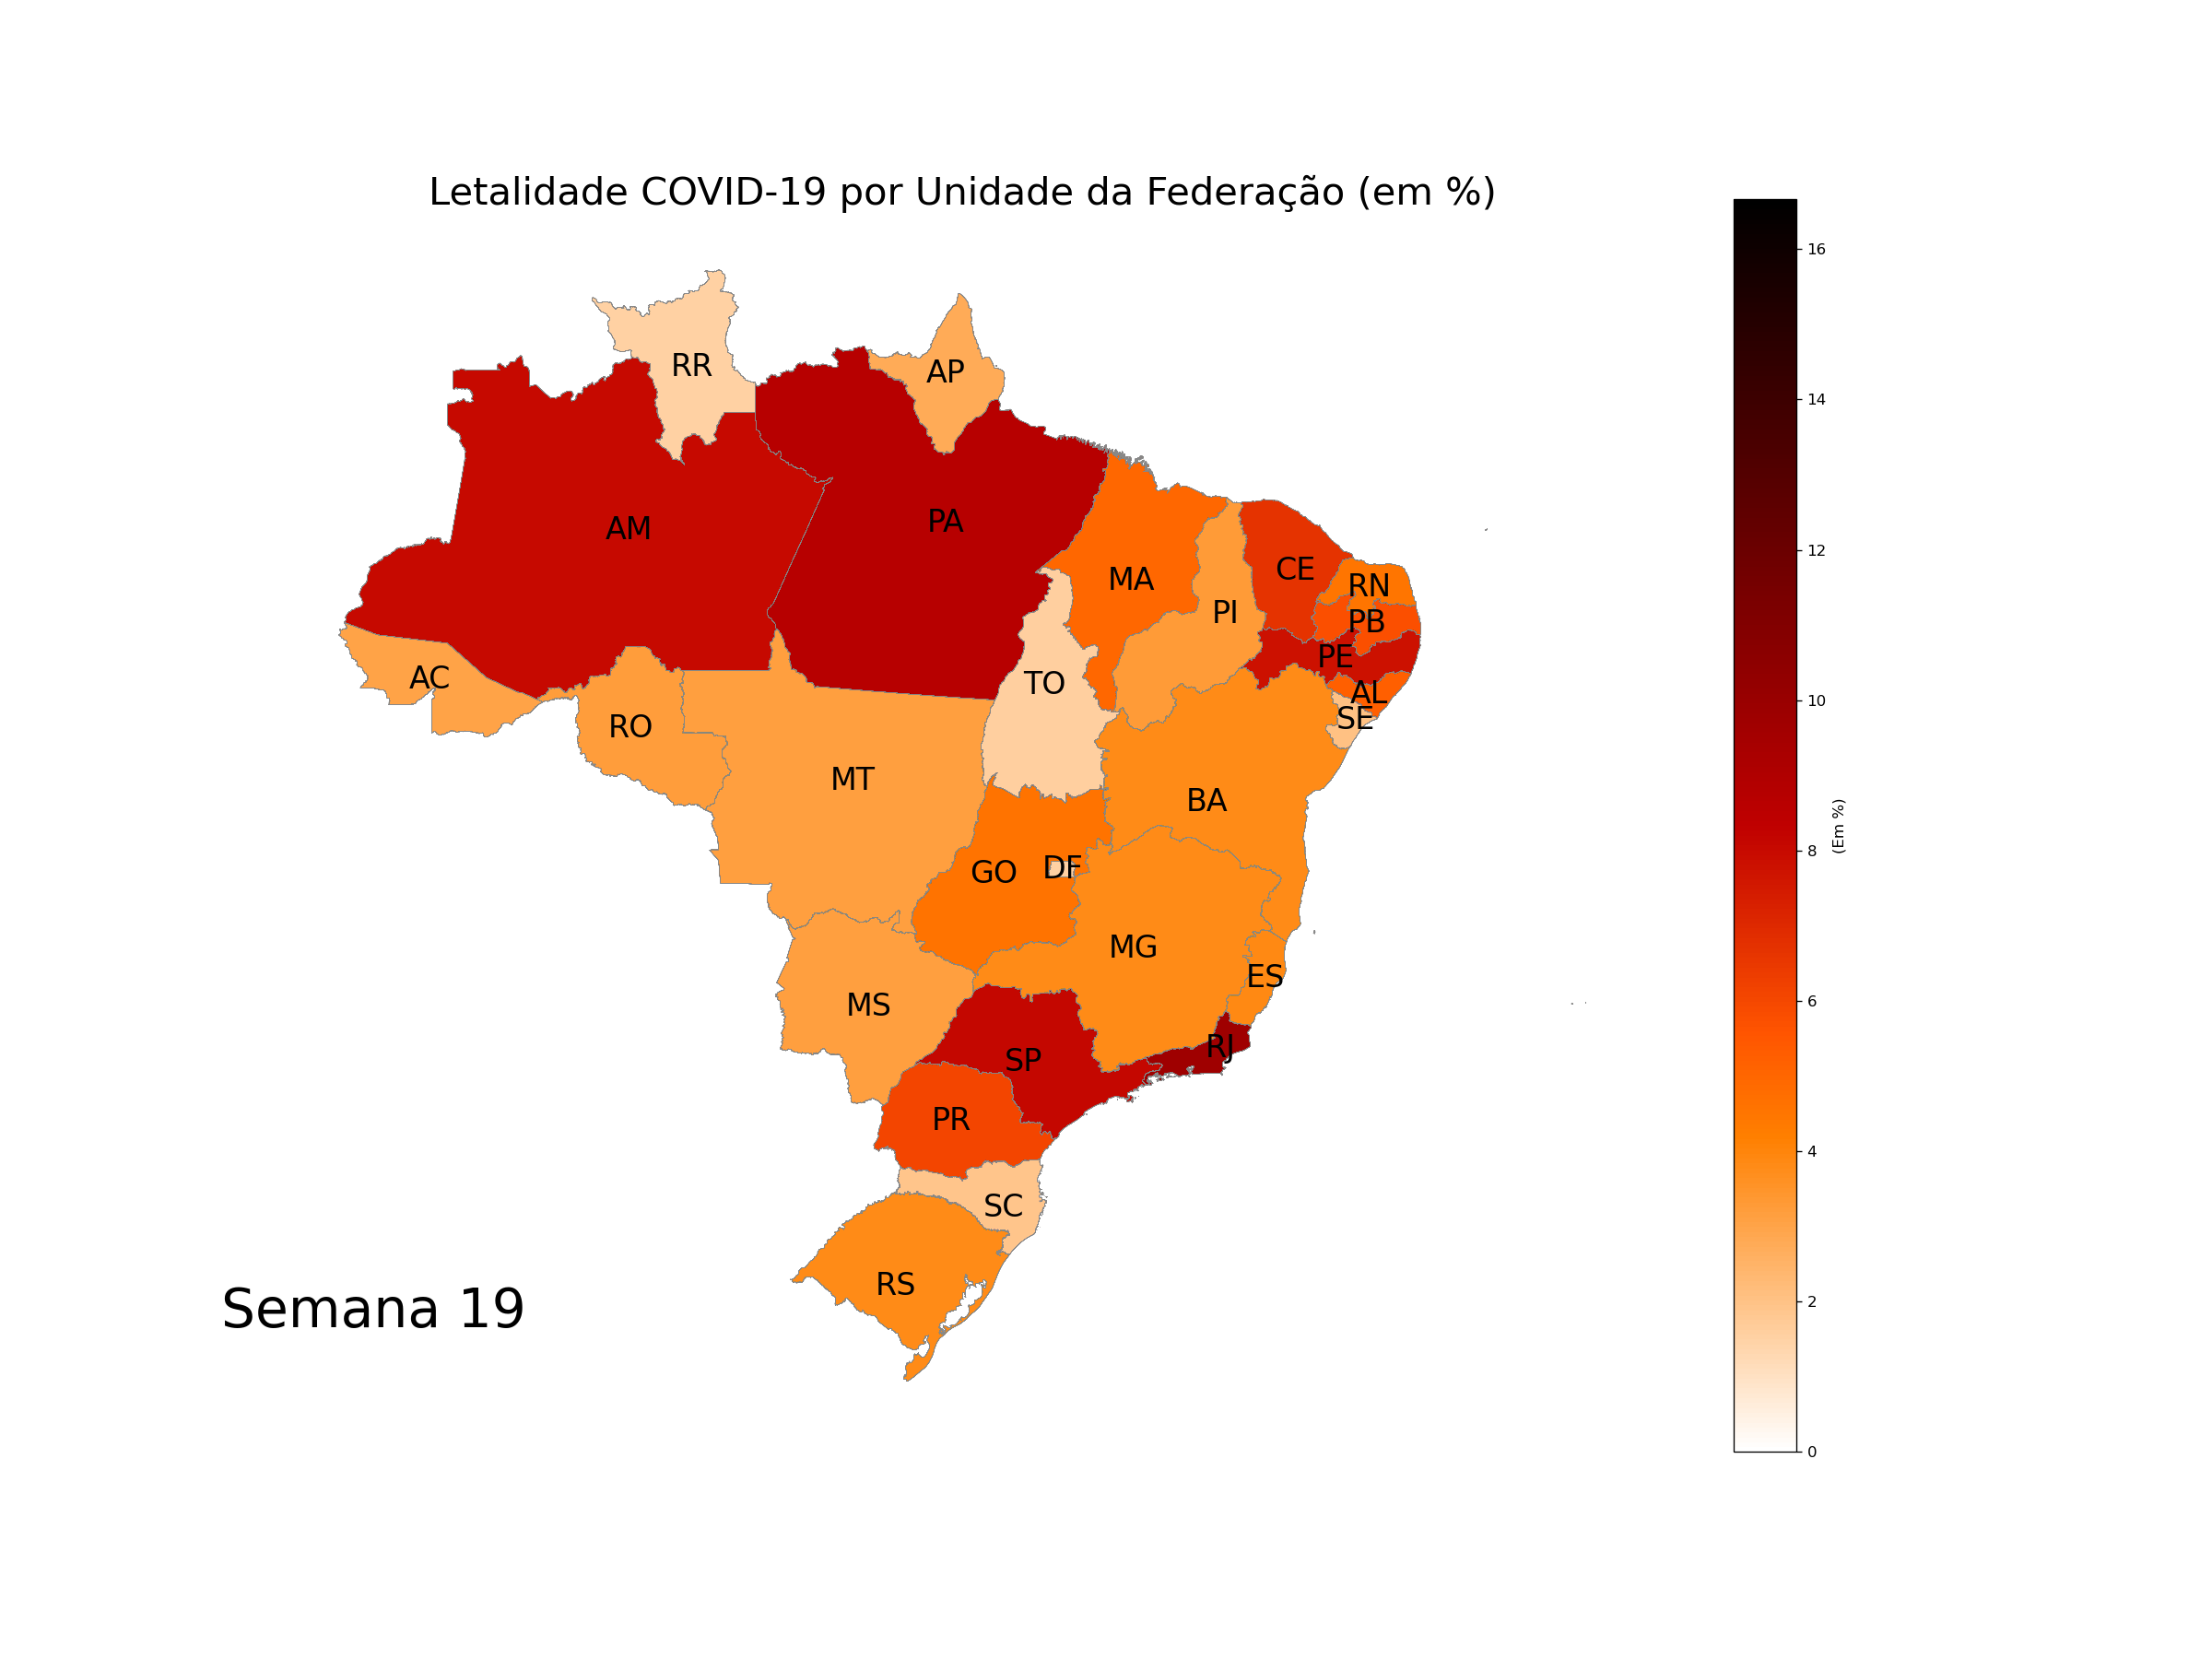 Letalidade COVID-19 por Unidade da Federação (em %)
RR
AP
AM
PA
MA
CE
RN
PI
PB
PE
AC
TO
AL
SE
RO
MT
BA
GO
DF
MG
ES
MS
RJ
SP
PR
SC
RS
Semana 19
16
14
12
10
8
6
4
2
0
(Em %)